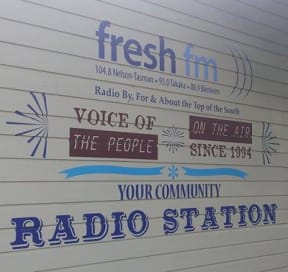 fresh fm
104.8 Nelson-Tasman • 95.0 Takaka • 88.9 Blenheim
Radio By, For & About the Top of the South
VOICE OF THE PEOPLE
ON THE AIR SINCE 1994
YOUR COMMUNITY
RADIO STATION